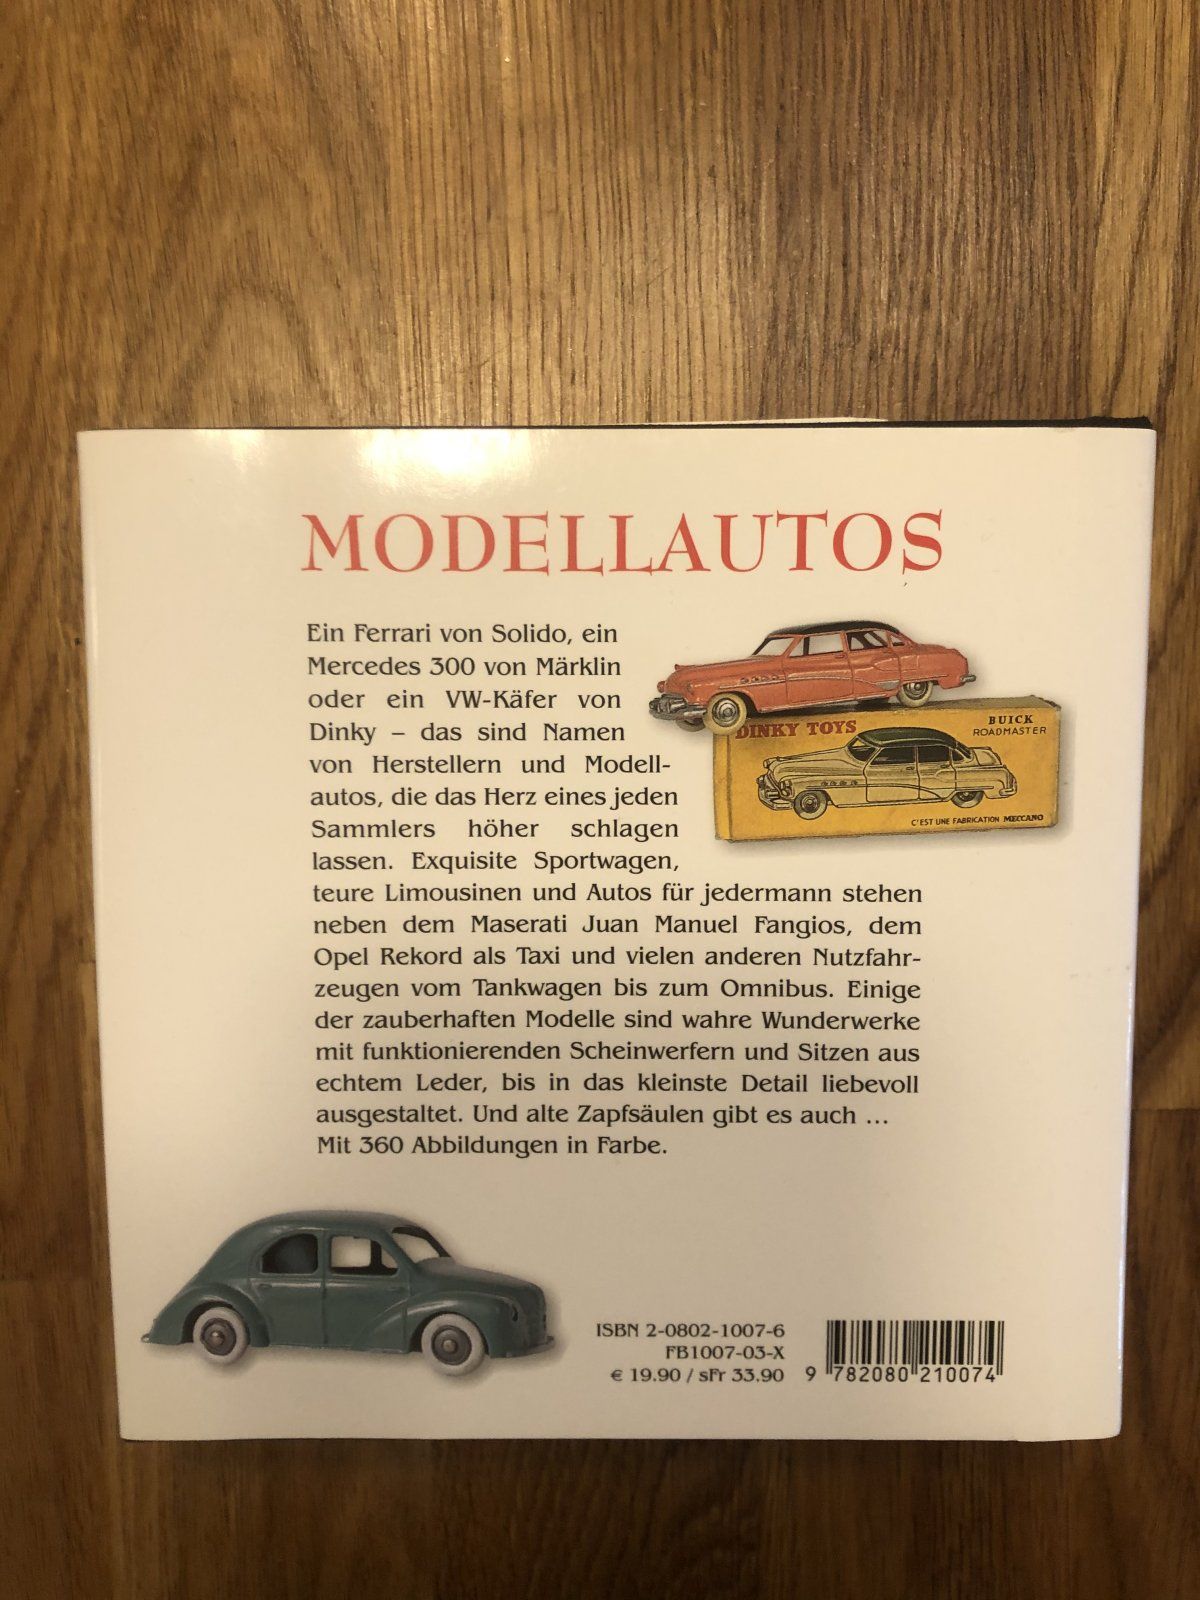 MODELLAUTOS
Ein Ferrari von Solido, ein
Mercedes 300 von Märklin
oder ein VW-Käfer von
Dinky – das sind Namen
von Herstellern und Modell-
autos, die das Herz eines jeden
Sammlers höher schlagen
lassen. Exquisite Sportwagen,
teure Limousinen und Autos für jedermann stehen
neben dem Maserati Juan Manuel Fangios, dem
Opel Rekord als Taxi und vielen anderen Nutzfahr-
zeugen vom Tankwagen bis zum Omnibus. Einige
der zauberhaften Modelle sind wahre Wunderwerke
mit funktionierenden Scheinwerfern und Sitzen aus
echtem Leder, bis in das kleinste Detail liebevoll
ausgestaltet. Und alte Zapfsäulen gibt es auch ...
Mit 360 Abbildungen in Farbe.
DINKY TOYS
BUICK
ROADMASTER
C'EST UNE FABRICATION MECCANO
ISBN 2-0802-1007-6
FB1007-03-X
€ 19.90 / sFr 33.90
9 782080 210074